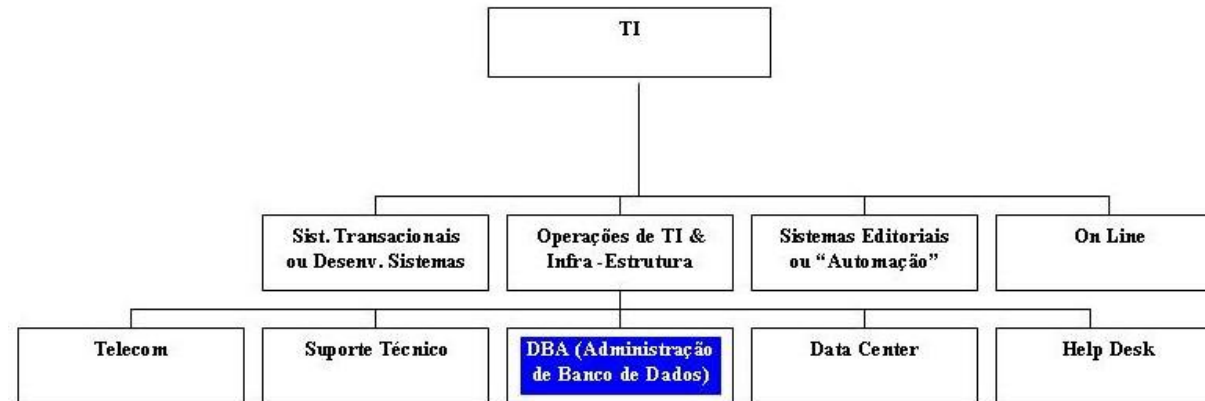 TI
Sist. Transacionais
ou Desenv. Sistemas
Operações de TI &
Infra -Estrutura
Sistemas Editoriais
ou “Automação”
On Line
Telecom
Suporte Técnico
DBA (Administração
de Banco de Dados)
Data Center
Help Desk